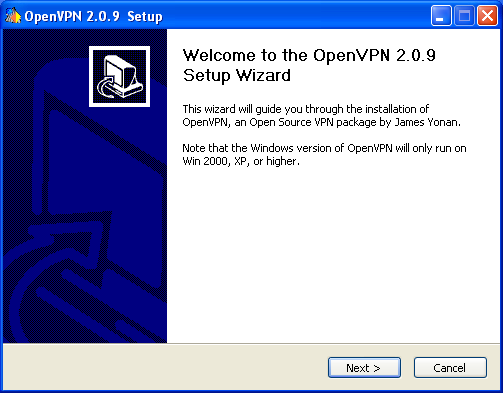 OpenVPN 2.0.9 Setup
Welcome to the OpenVPN 2.0.9
Setup Wizard
This wizard will guide you through the installation of
OpenVPN, an Open Source VPN package by James Yonan.
Note that the Windows version of OpenVPN will only run on
Win 2000, XP, or higher.
Next >
Cancel